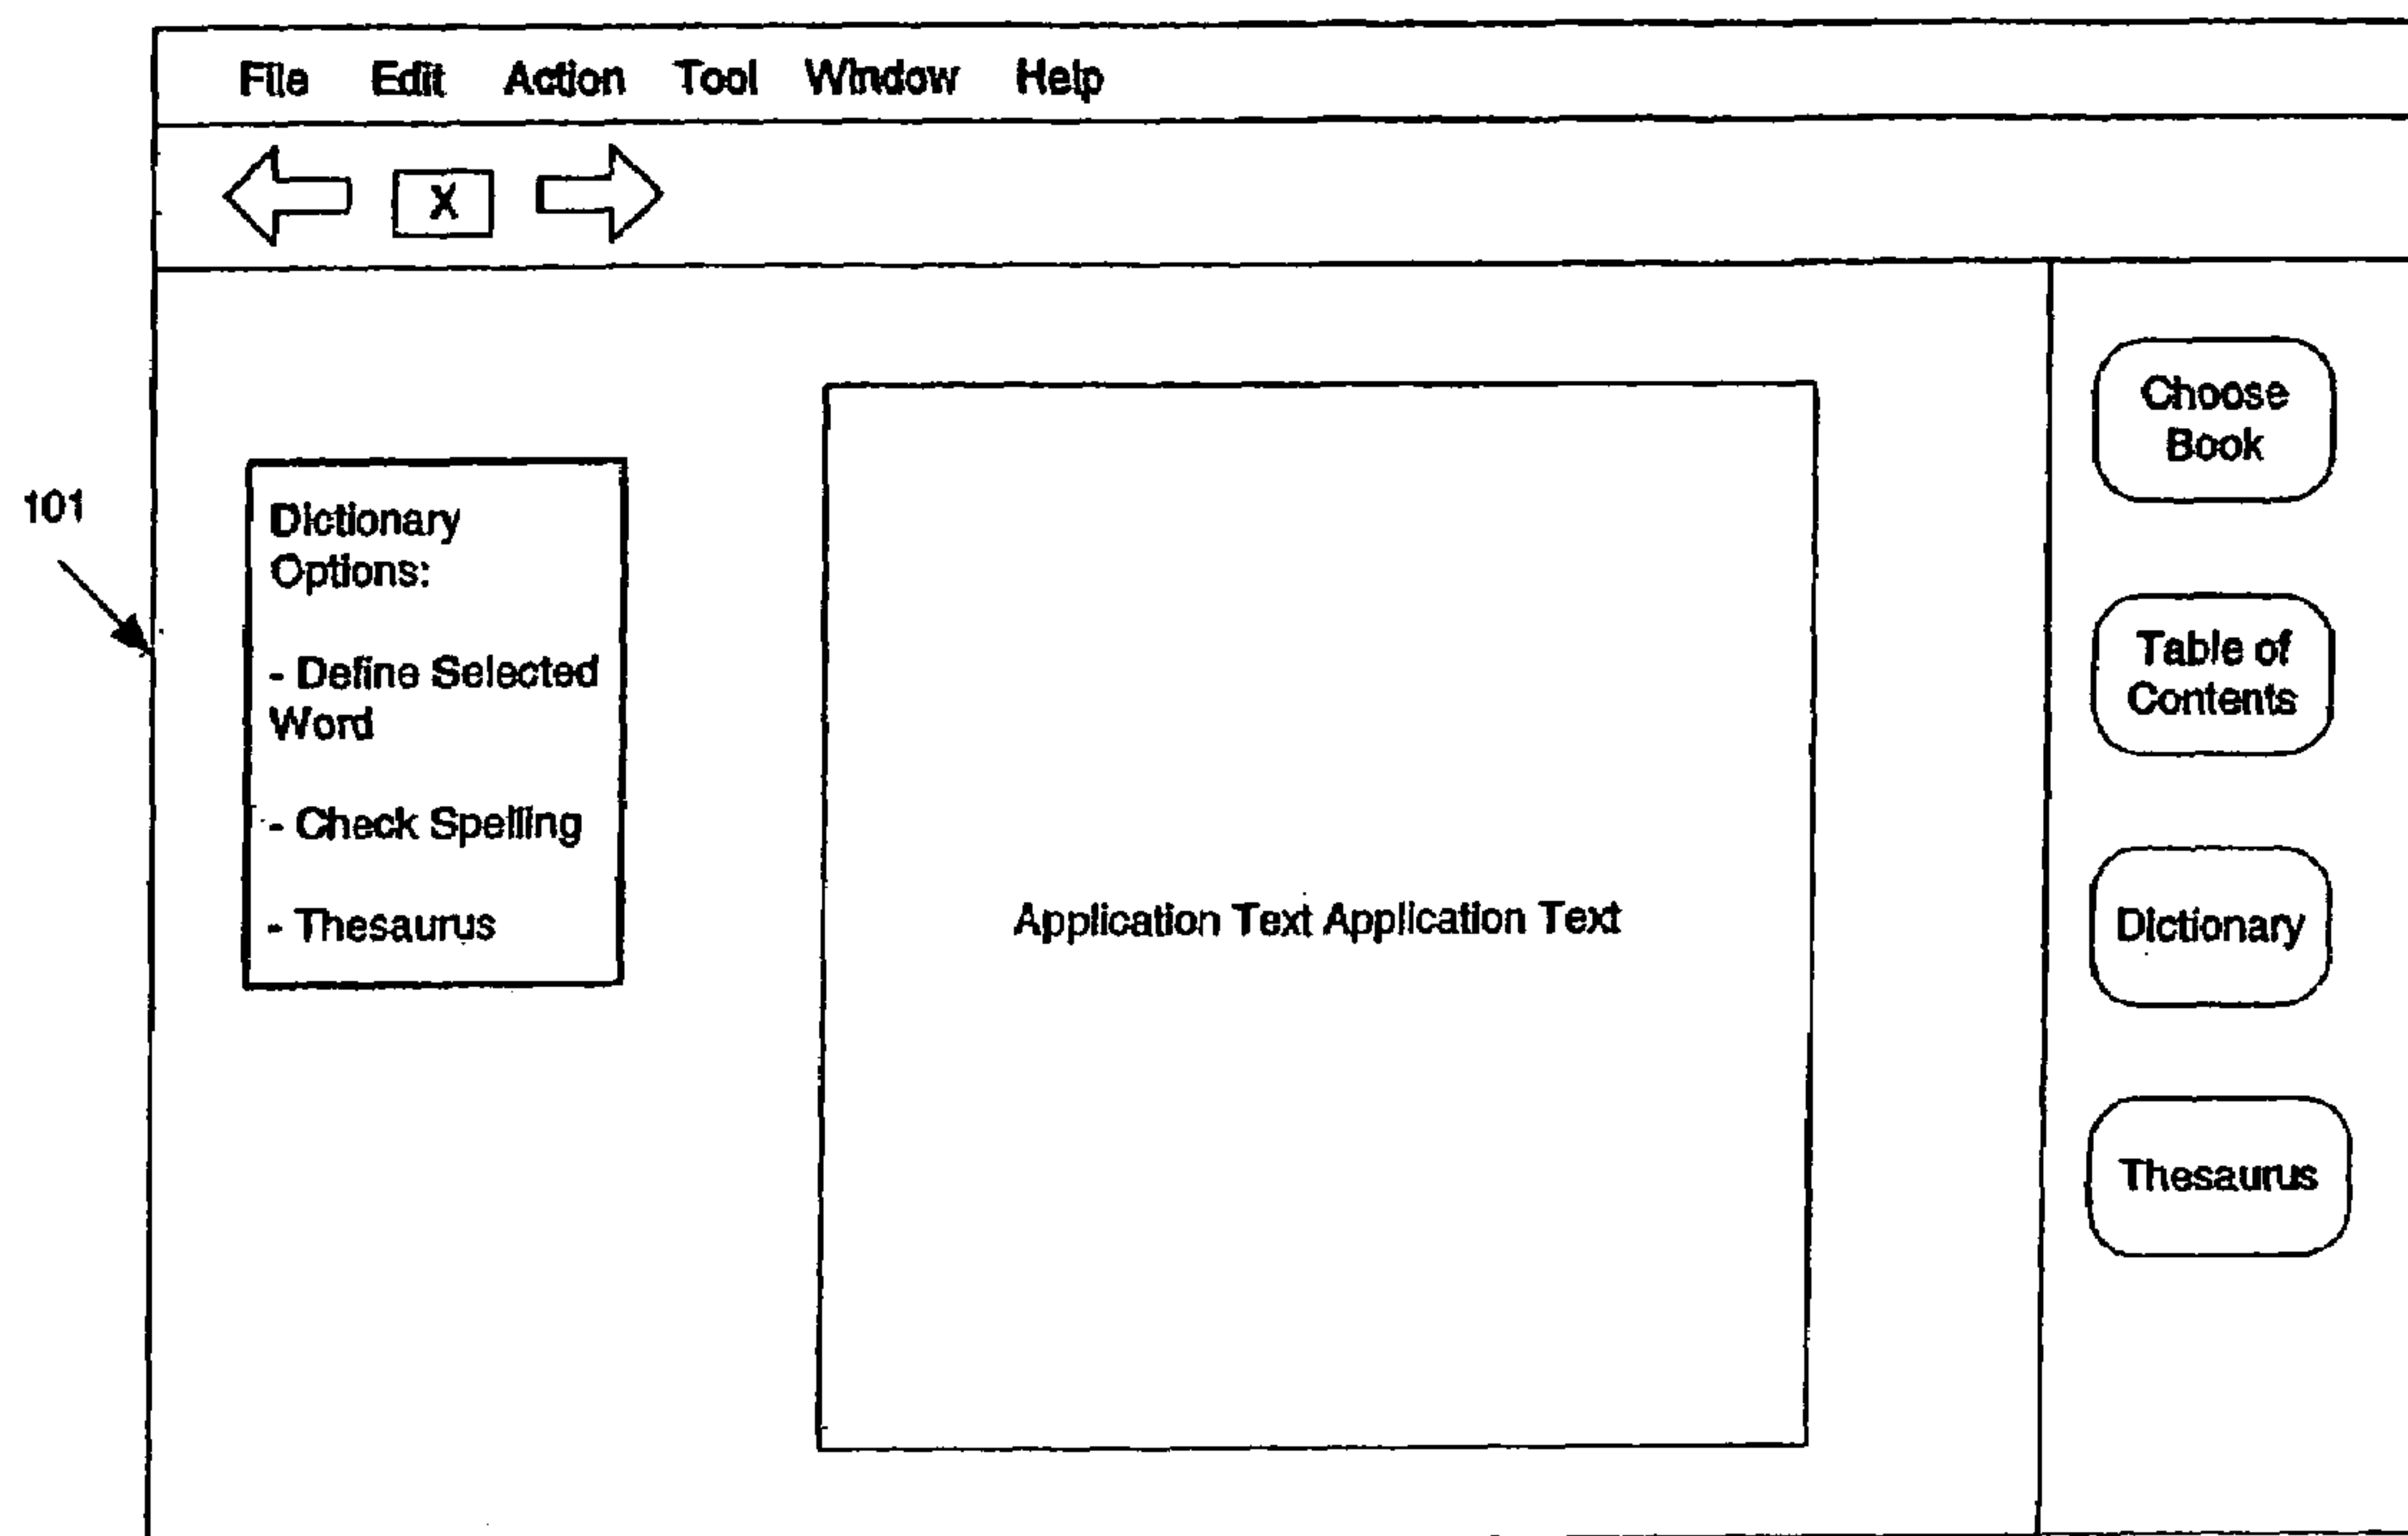 File Edit Action Tool Window Help
X
101
Dictionary
Options:
- Define Selected
Word
- Check Spelling
- Thesaurus
Application Text Application Text
Choose
Book
Table of
Contents
Dictionary
Thesaurus